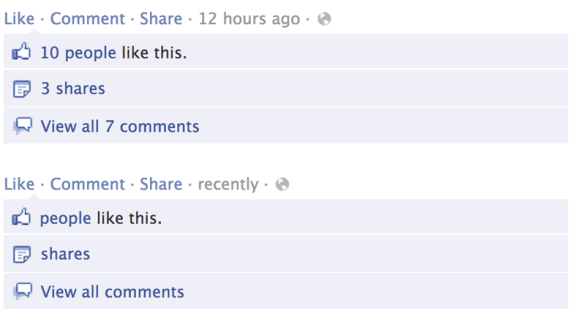 Like · Comment · Share · 12 hours ago ·
10 people like this.
3 shares
View all 7 comments
Like · Comment · Share · recently ·
people like this.
shares
View all comments